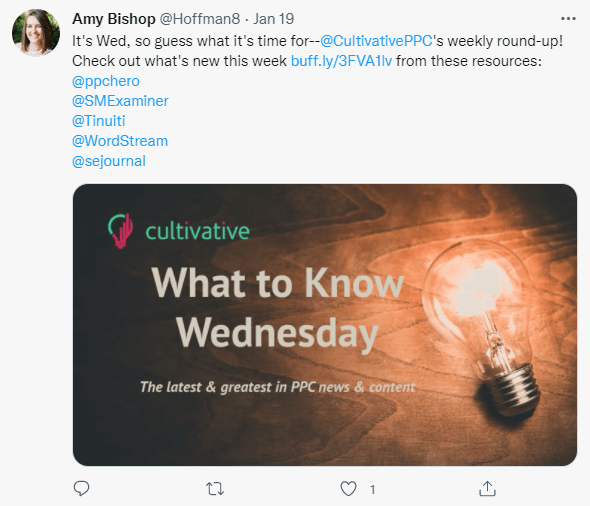 Amy Bishop @Hoffman8 · Jan 19
It's Wed, so guess what it's time for--@CultivativePPC's weekly round-up!
Check out what's new this week buff.ly/3FVA1lv from these resources:
@ppchero
@SMExaminer
@Tinuiti
@WordStream
@sejournal
cultivative
What to Know
Wednesday
The latest & greatest in PPC news & content
1